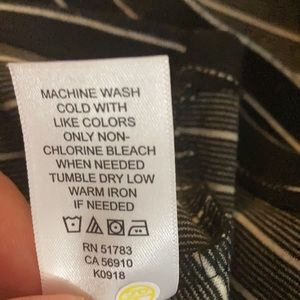 MACHINE WASH
COLD WITH
LIKE COLORS
ONLY NON-
CHLORINE BLEACH
WHEN NEEDED
TUMBLE DRY LOW
WARM IRON
IF NEEDED
RN 51783
CA 56910
K0918